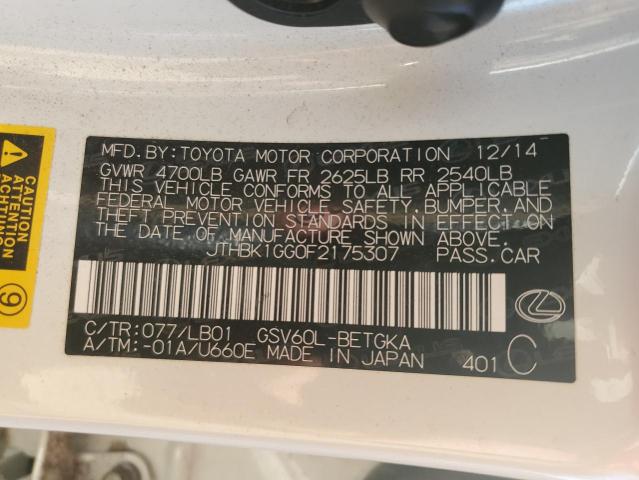 MFD.BY:TOYOTA MOTOR CORPORATION 12/14
GVWR 4700LB GAWR FR 2625LB RR 2540LB
THIS VEHICLE CONFORMS TO ALL APPLICABLE
FEDERAL MOTOR VEHICLE SAFETY,BUMPER,AND
THEFT PREVENTION STANDARDS IN EFFECT ON
THE DATE OF MANUFACTURE SHOWN ABOVE.
JTHBK1GG0F2175307 PASS.CAR
C/TR:077/LB01 GSV60L-BETGKA
A/TM:-01A/U660E MADE IN JAPAN 401 C
CAUTION
ATTENTION
ACHTUNG
9